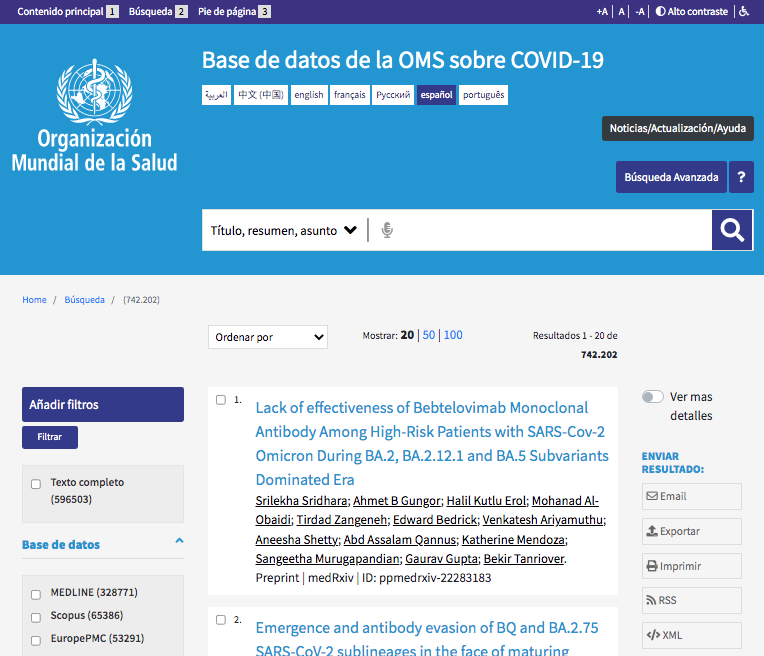 Contenido principal 1 Búsqueda 2 Pie de página 3
+A A -A Alto contraste
Organización
Mundial de la Salud
Base de datos de la OMS sobre COVID-19
العربية 中文 (中国) english français Русский español português
Noticias/Actualización/Ayuda
Búsqueda Avanzada ?
Título, resumen, asunto
Home / Búsqueda / (742.202)
Ordenar por
Mostrar: 20 | 50 | 100
Resultados 1 - 20 de
742.202
Añadir filtros
Filtrar
Texto completo
(596503)
Base de datos
MEDLINE (328771)
Scopus (65386)
EuropePMC (53291)
1.
Lack of effectiveness of Bebtelovimab Monoclonal
Antibody Among High-Risk Patients with SARS-Cov-2
Omicron During BA.2, BA.2.12.1 and BA.5 Subvariants
Dominated Era
Srilekha Sridhara; Ahmet B Gungor; Halil Kutlu Erol; Mohanad Al-
Obaidi; Tirdad Zangeneh; Edward Bedrick; Venkatesh Ariyamuthu;
Aneesha Shetty; Abd Assalam Qannus; Katherine Mendoza;
Sangeetha Murugapandian; Gaurav Gupta; Bekir Tanriover.
Preprint | medRxiv | ID: ppmedrxiv-22283183
2.
Emergence and antibody evasion of BQ and BA.2.75
SARS-CoV-2 sublineages in the face of maturing
Ver mas
detalles
ENVIAR
RESULTADO:
Email
Exportar
Imprimir
RSS
XML